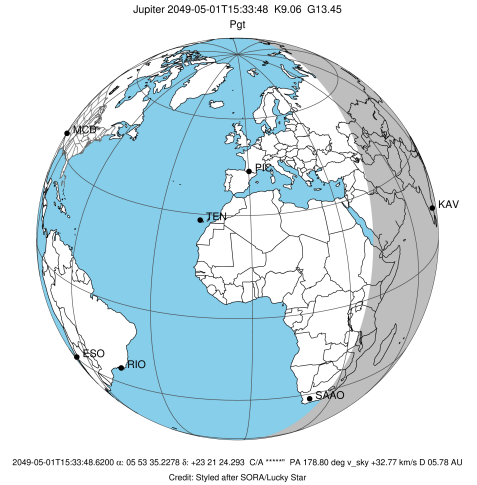 Jupiter 2049-05-01T15:33:48 K9.06 G13.45
Pgt
MCD
PIC
TEN
KAV
ESO
RIO
SAAO
2049-05-01T15:33:48.6200 α: 05 53 35.2278 δ: +23 21 24.293 C/A *****" PA 178.80 deg v_sky +32.77 km/s D 05.78 AU
Credit: Styled after SORA/Lucky Star